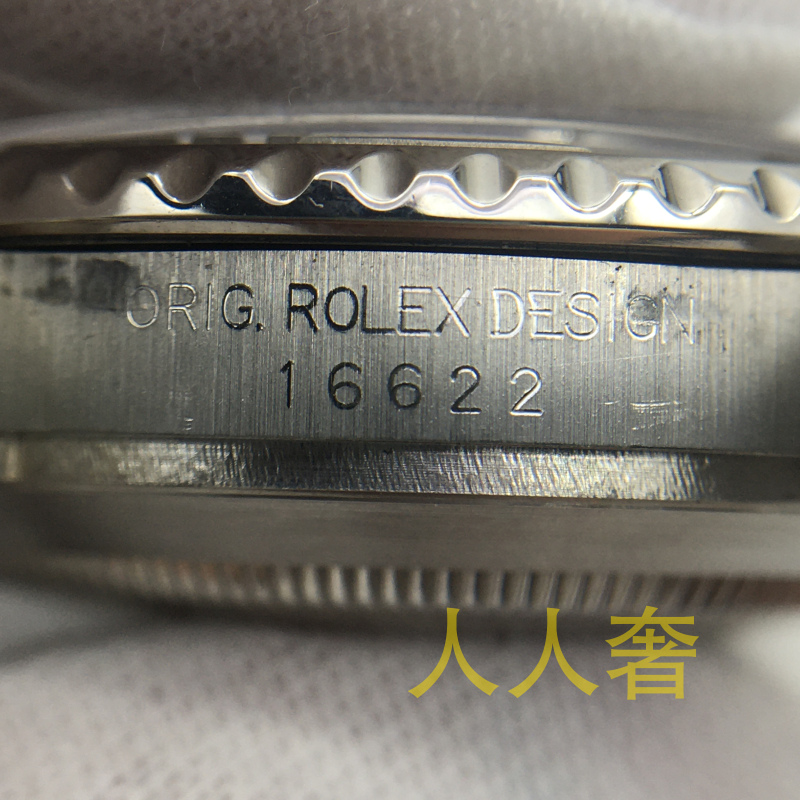 ORIG. ROLEX DESIGN
16622
人人奢